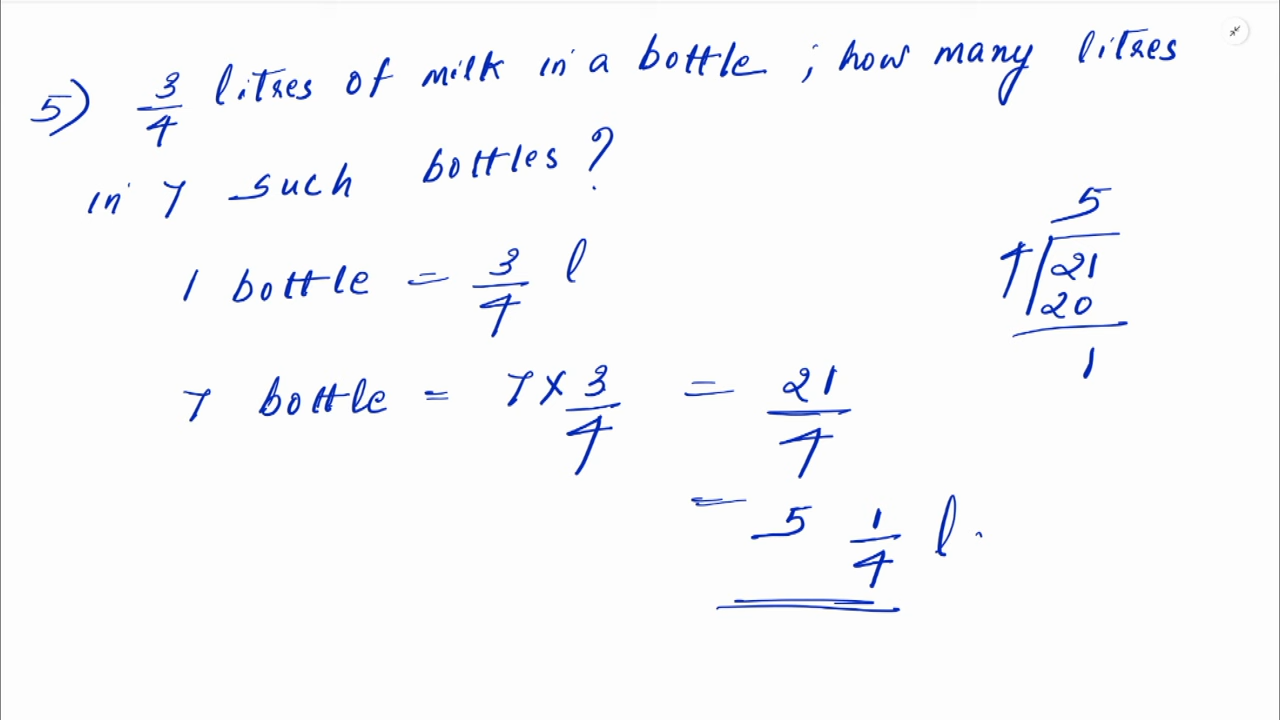 5) 3/4 litres of milk in a bottle ; how many litres
in 7 such bottles ?
1 bottle = 3/4 l
7 bottle = 7 × 3/4 = 21/4
= 5 1/4 l .
5
4 21
20
1